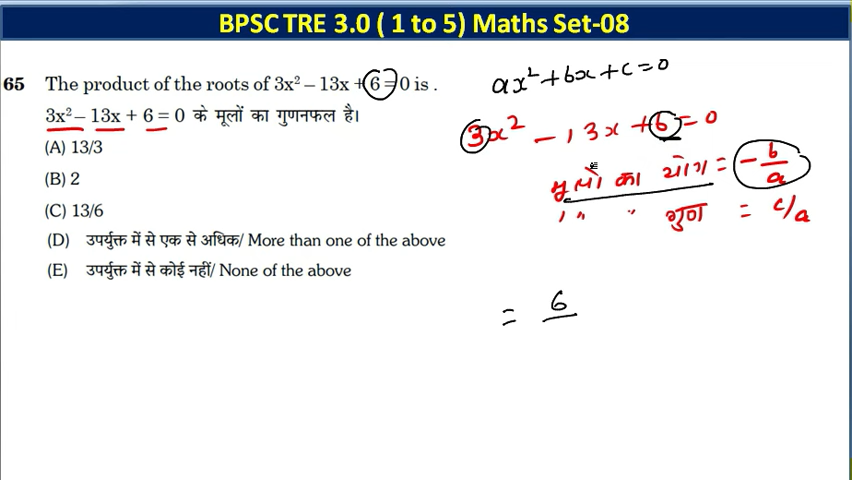 BPSC TRE 3.0 ( 1 to 5) Maths Set-08
65 The product of the roots of 3x² – 13x + 6 = 0 is .
3x² – 13x + 6 = 0 के मूलों का गुणनफल है।
(A) 13/3
(B) 2
(C) 13/6
(D) उपर्युक्त में से एक से अधिक/ More than one of the above
(E) उपर्युक्त में से कोई नहीं/ None of the above
ax² + bx + c = 0
3x² – 13x + 6 = 0
मूलों का योग = – b/a
" " " गुण = c/a
= 6